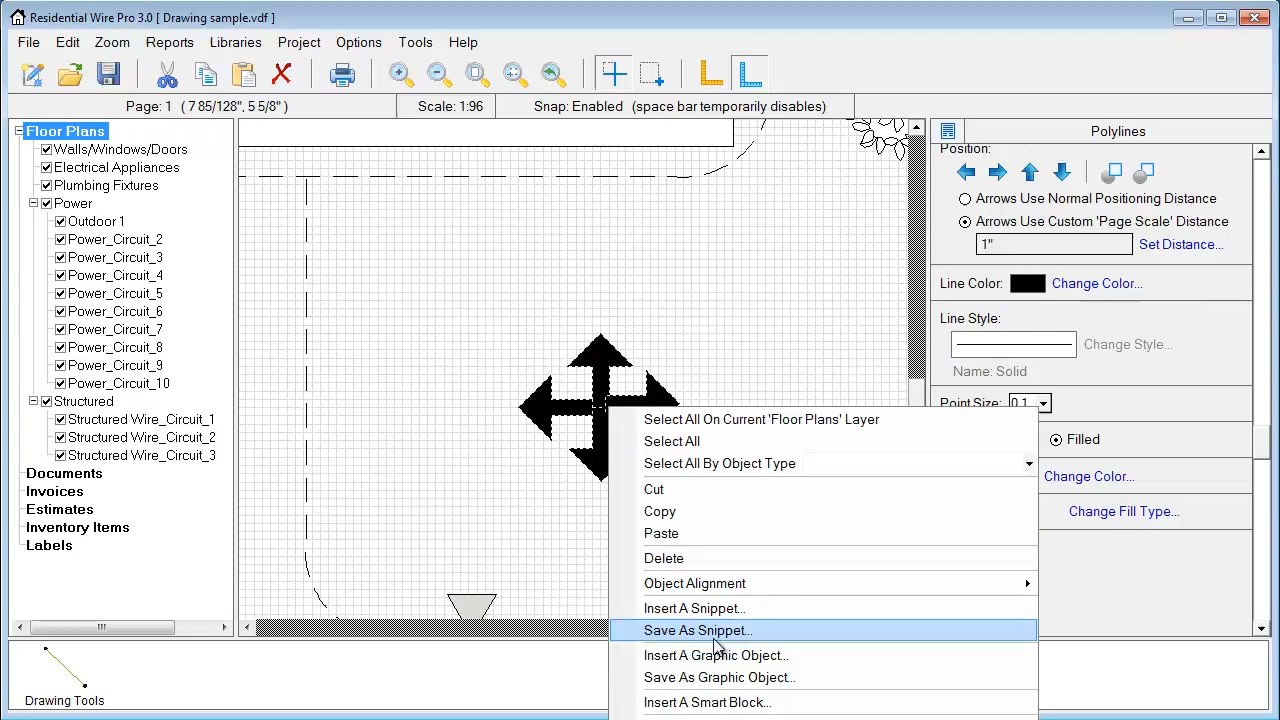 Residential Wire Pro 3.0 [ Drawing sample.vdf ]
File Edit Zoom Reports Libraries Project Options Tools Help
Page: 1 ( 7 85/128", 5 5/8" ) Scale: 1:96 Snap: Enabled (space bar temporarily disables)
Floor Plans
Walls/Windows/Doors
Electrical Appliances
Plumbing Fixtures
Power
Outdoor 1
Power_Circuit_2
Power_Circuit_3
Power_Circuit_4
Power_Circuit_5
Power_Circuit_6
Power_Circuit_7
Power_Circuit_8
Power_Circuit_9
Power_Circuit_10
Structured
Structured Wire_Circuit_1
Structured Wire_Circuit_2
Structured Wire_Circuit_3
Documents
Invoices
Estimates
Inventory Items
Labels
Drawing Tools
Polylines
Position:
Arrows Use Normal Positioning Distance
Arrows Use Custom 'Page Scale' Distance
1" Set Distance...
Line Color: Change Color...
Line Style:
Change Style...
Name: Solid
Point Size: 0.1
Filled
Change Color...
Change Fill Type...
Select All On Current 'Floor Plans' Layer
Select All
Select All By Object Type
Cut
Copy
Paste
Delete
Object Alignment
Insert A Snippet...
Save As Snippet...
Insert A Graphic Object...
Save As Graphic Object...
Insert A Smart Block...